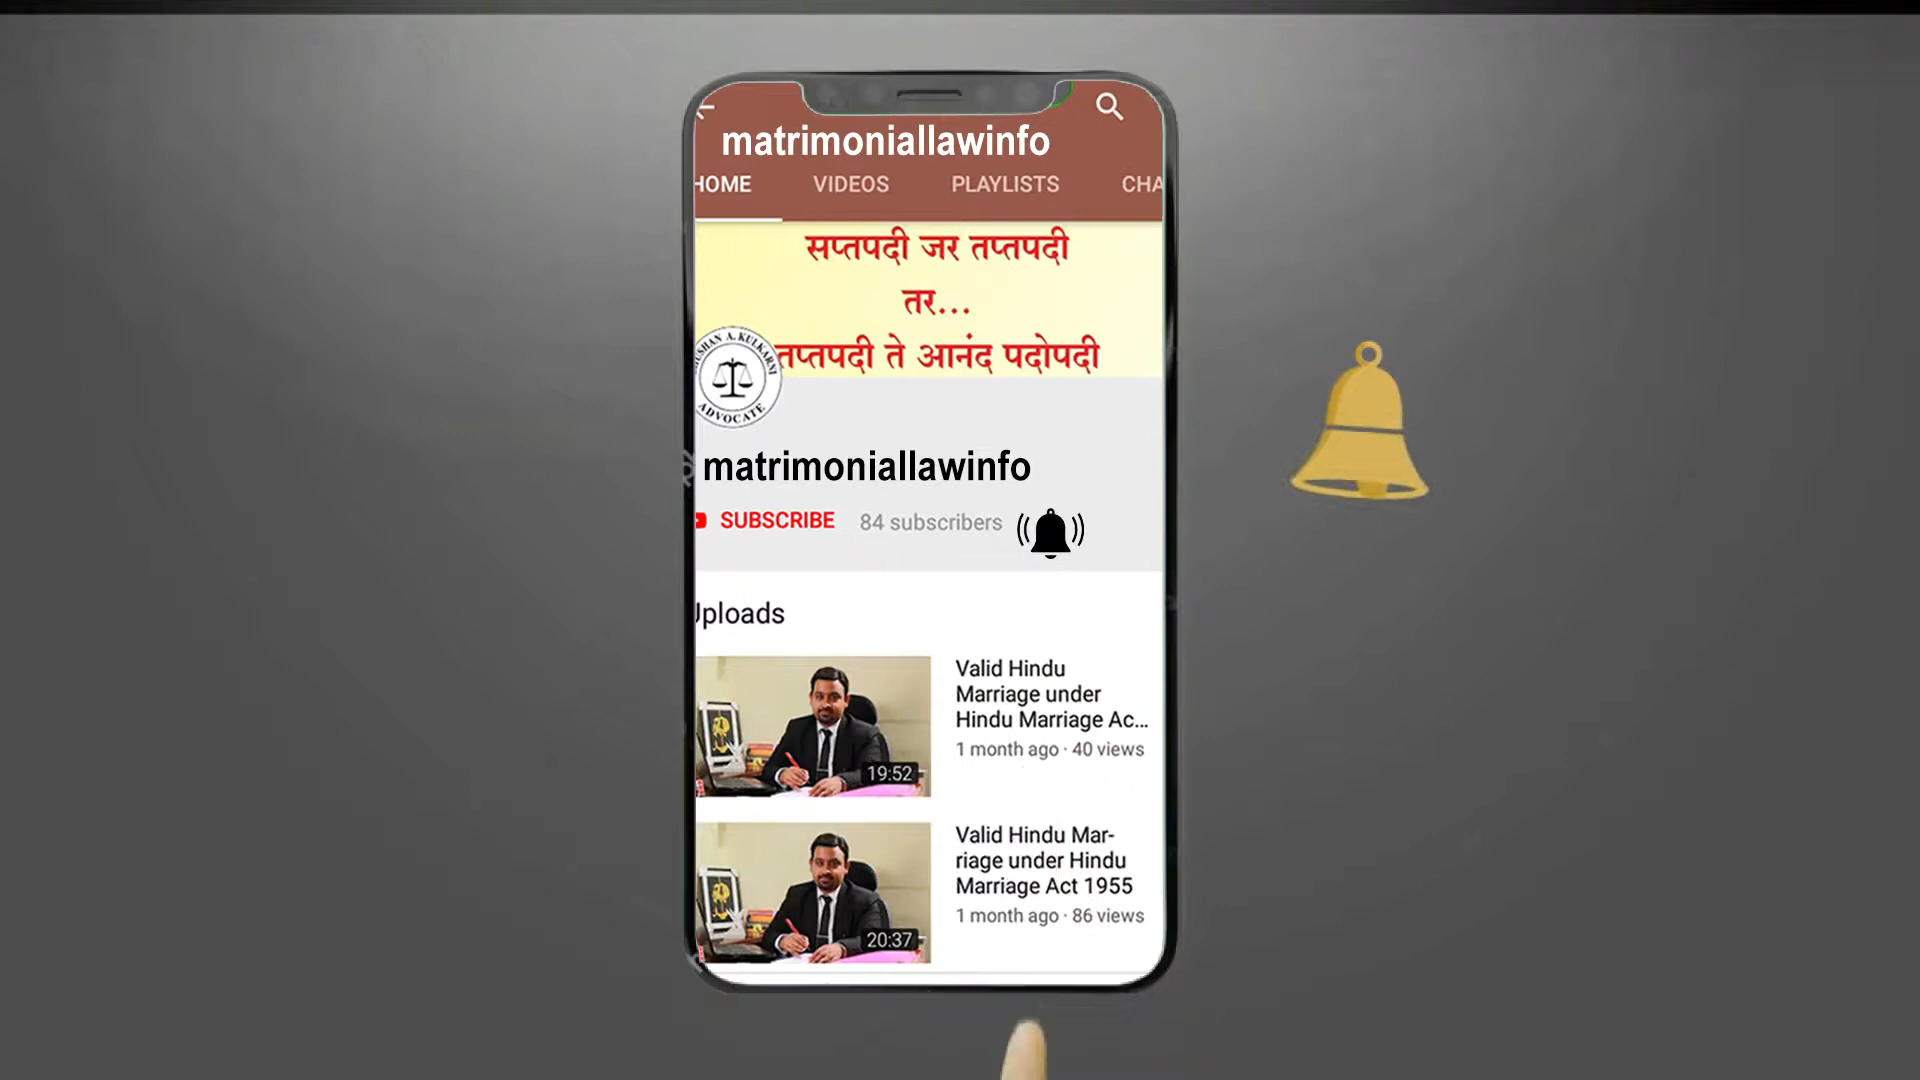 matrimoniallawinfo
HOME VIDEOS PLAYLISTS CHA
सप्तपदी जर तप्तपदी
तर...
तप्तपदी ते आनंद पदोपदी
USHAN A. KULKARNI
ADVOCATE
matrimoniallawinfo
SUBSCRIBE 84 subscribers
Uploads
Valid Hindu
Marriage under
Hindu Marriage Ac...
1 month ago · 40 views
19:52
Valid Hindu Mar-
riage under Hindu
Marriage Act 1955
1 month ago · 86 views
20:37